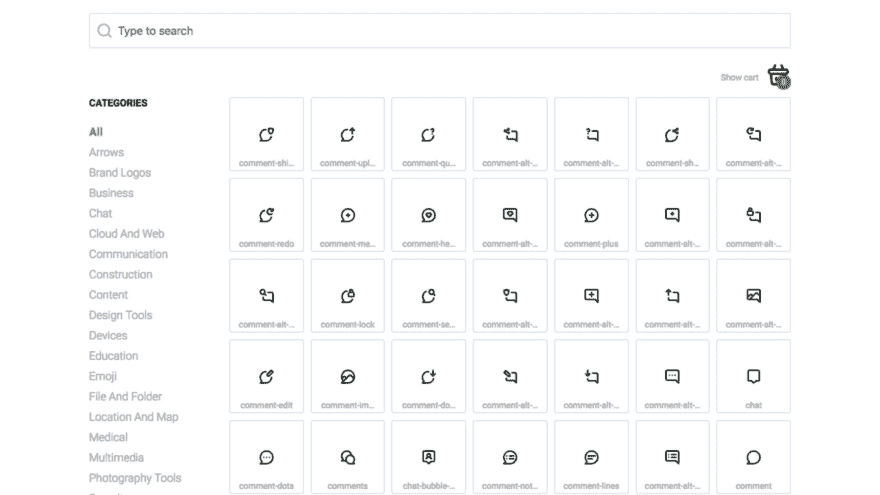 Type to search
Show cart
CATEGORIES
All
Arrows
Brand Logos
Business
Chat
Cloud And Web
Communication
Construction
Content
Design Tools
Devices
Education
Emoji
File And Folder
Location And Map
Medical
Multimedia
Photography Tools
comment-shi... comment-upl... comment-qu... comment-alt-... comment-alt-... comment-sh... comment-alt-...
comment-redo comment-me... comment-he... comment-alt-... comment-plus comment-alt-... comment-alt-...
comment-alt-... comment-lock comment-se... comment-alt-... comment-alt-... comment-alt-... comment-alt-...
comment-edit comment-im... comment-do... comment-alt-... comment-alt-... comment-alt-... chat
comment-dots comments chat-bubble-... comment-not... comment-lines comment-alt-... comment